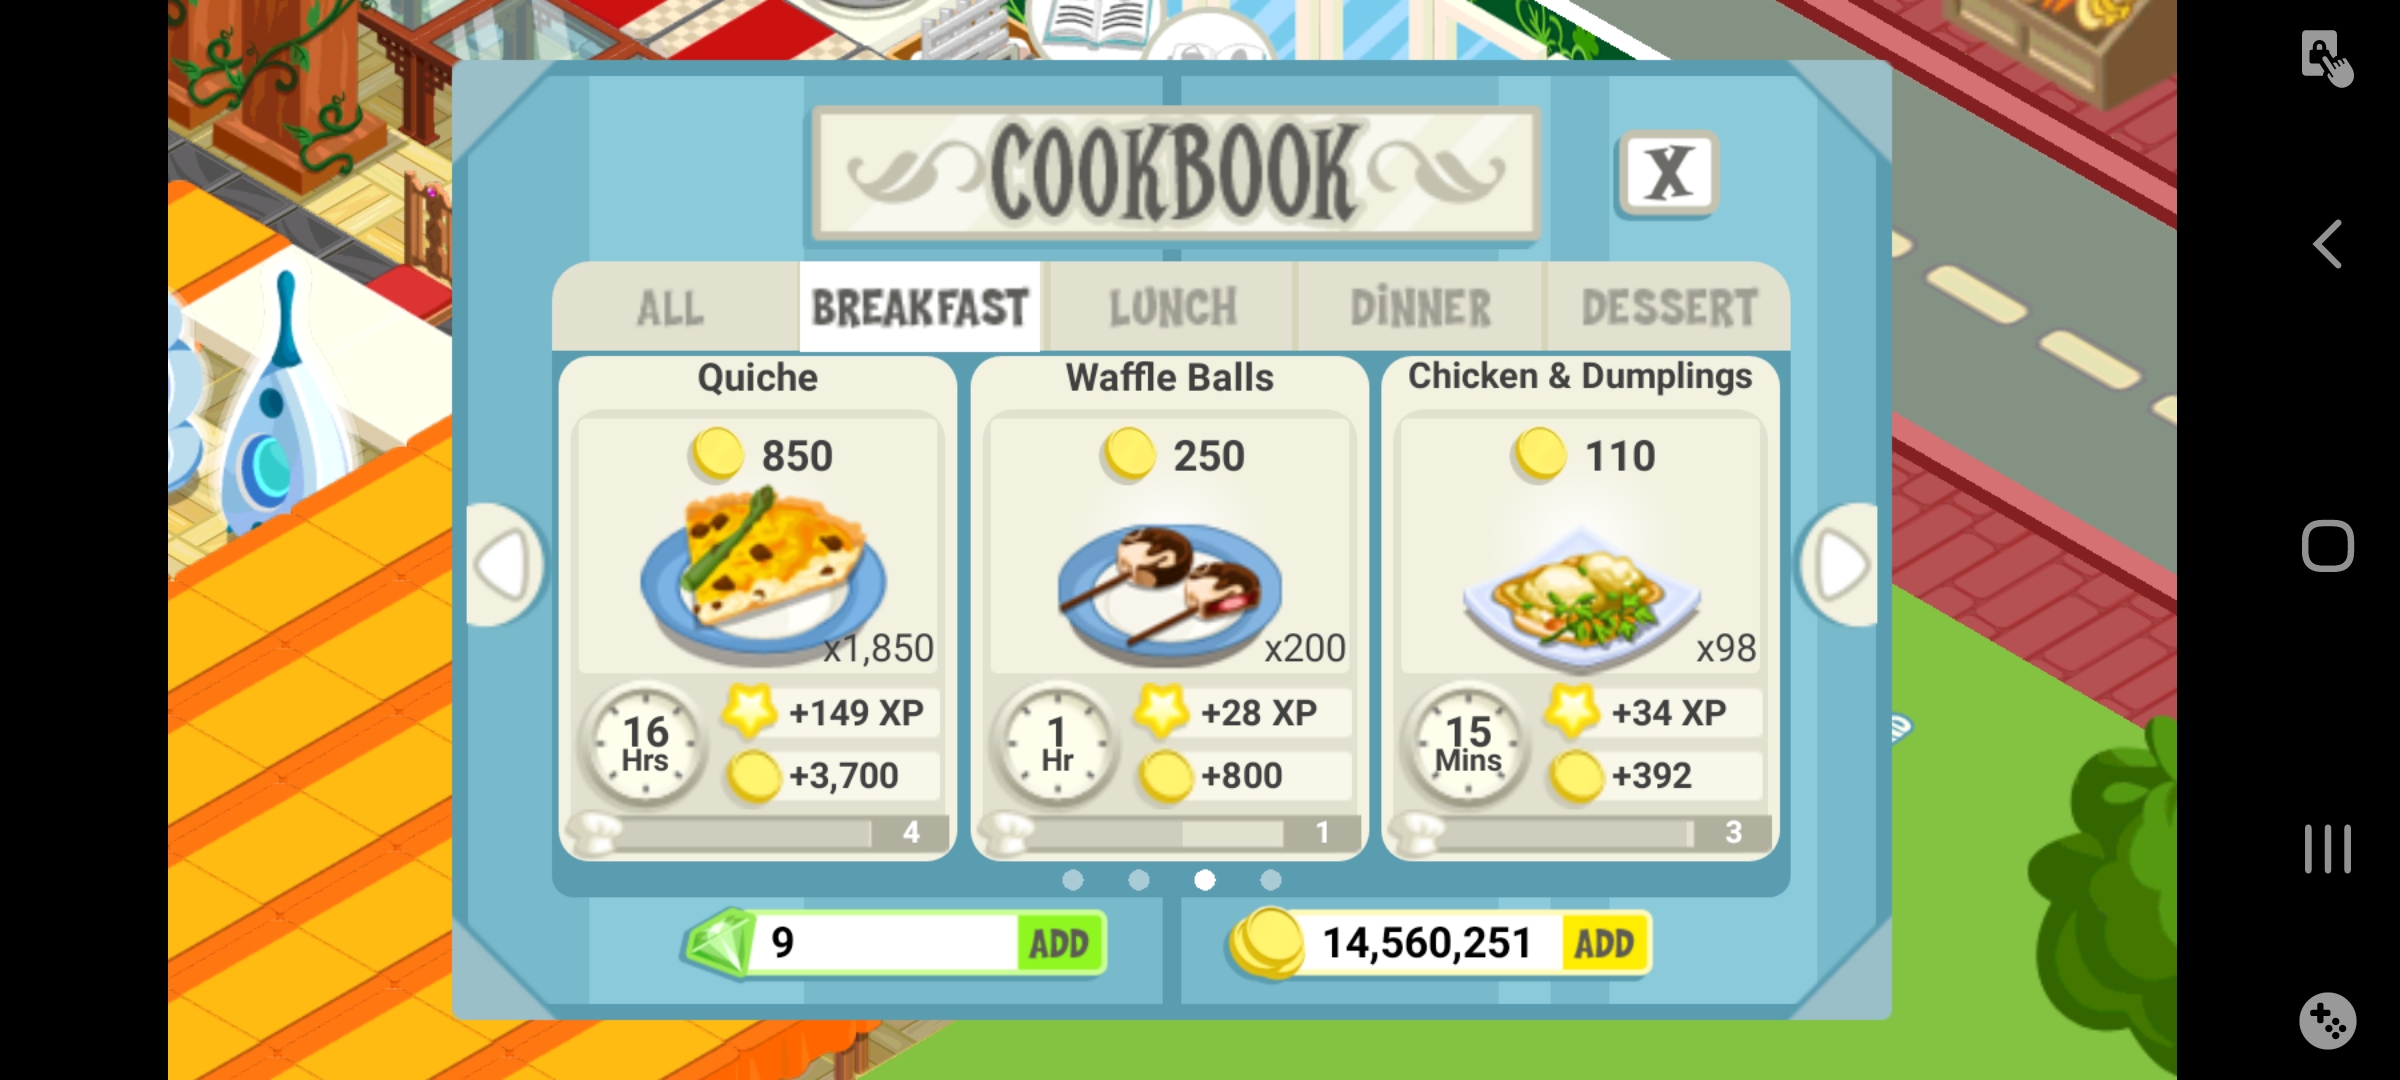 COOKBOOK
X
ALL
BREAKFAST
LUNCH
DINNER
DESSERT
Quiche
850
x1,850
16
Hrs
+149 XP
+3,700
4
Waffle Balls
250
x200
1
Hr
+28 XP
+800
1
Chicken & Dumplings
110
x98
15
Mins
+34 XP
+392
3
9
ADD
14,560,251
ADD